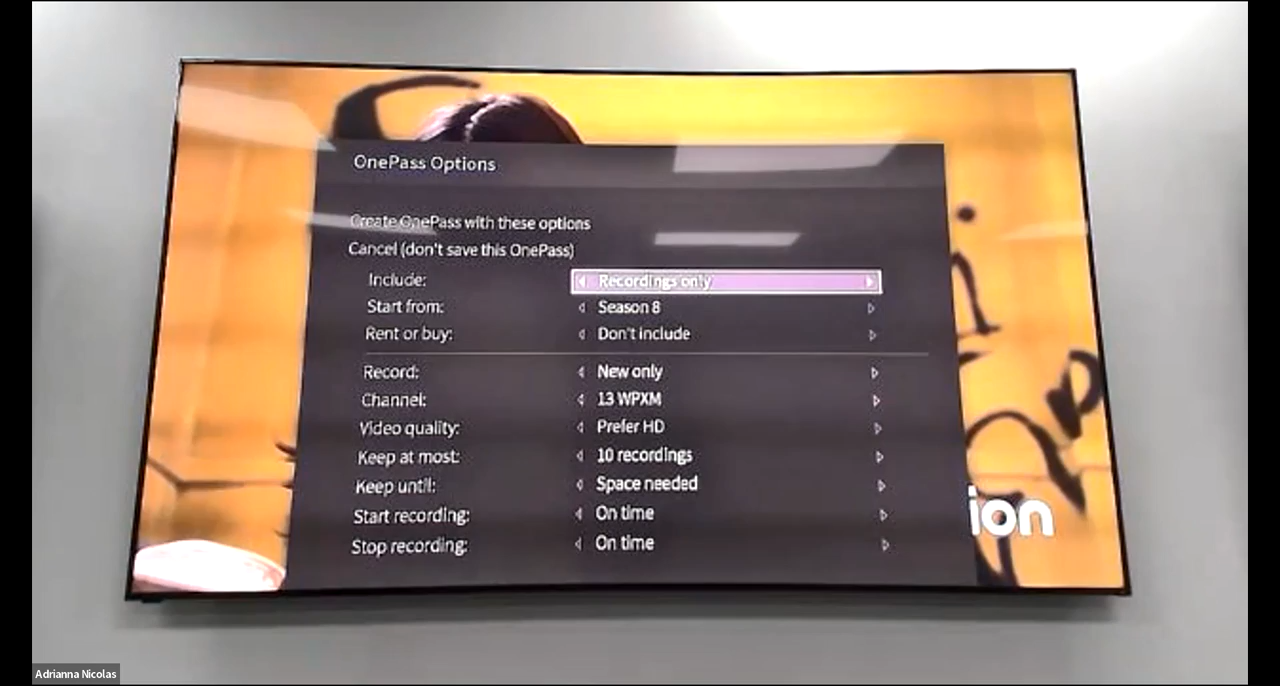 OnePass Options
Create OnePass with these options
Cancel (don't save this OnePass)
Include: Recordings only
Start from: Season 8
Rent or buy: Don't include
Record: New only
Channel: 13 WPXM
Video quality: Prefer HD
Keep at most: 10 recordings
Keep until: Space needed
Start recording: On time
Stop recording: On time
ion
Adrianna Nicolas